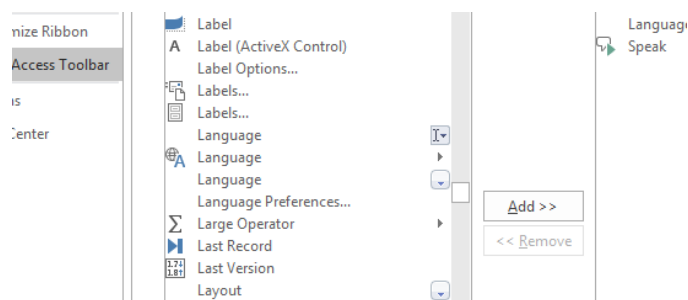 mize Ribbon
Access Toolbar
ns
Center
Label
A Label (ActiveX Control)
Label Options...
Labels...
Labels...
Language
Language
Language
Language Preferences...
Large Operator
Last Record
Last Version
Layout
Add >>
<< Remove
Language
Speak